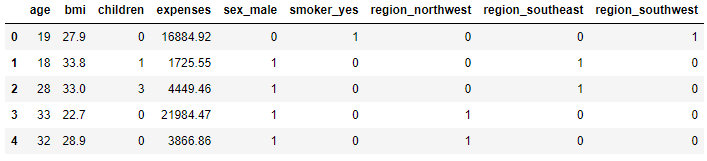 age bmi children expenses sex_male smoker_yes region_northwest region_southeast region_southwest
0 19 27.9 0 16884.92 0 1 0 0 1
1 18 33.8 1 1725.55 1 0 0 1 0
2 28 33.0 3 4449.46 1 0 0 1 0
3 33 22.7 0 21984.47 1 0 1 0 0
4 32 28.9 0 3866.86 1 0 1 0 0